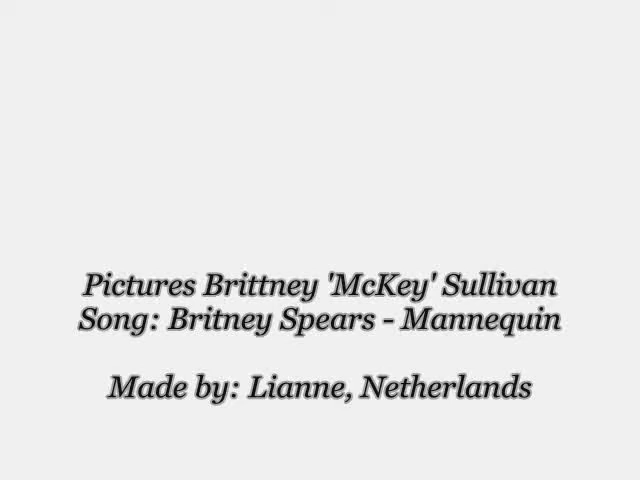 Pictures Brittney 'McKey' Sullivan
Song: Britney Spears - Mannequin
Made by: Lianne, Netherlands